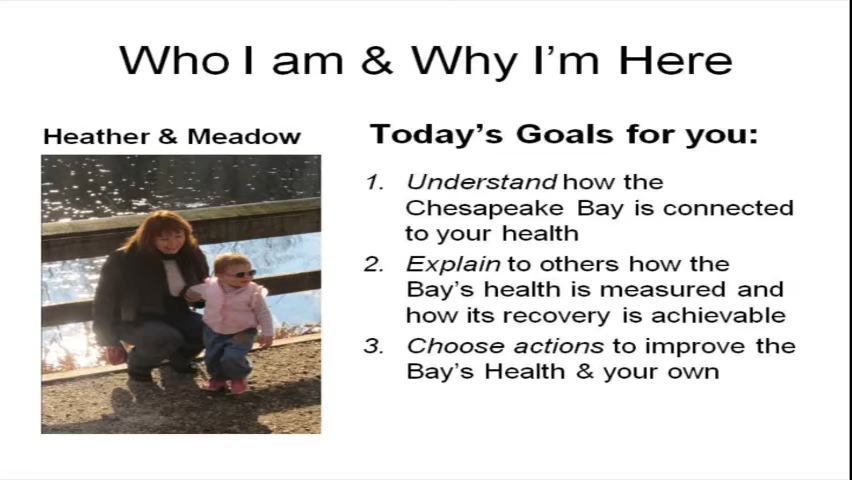 Who I am & Why I'm Here
Heather & Meadow
Today's Goals for you:
1. Understand how the
Chesapeake Bay is connected
to your health
2. Explain to others how the
Bay's health is measured and
how its recovery is achievable
3. Choose actions to improve the
Bay's Health & your own